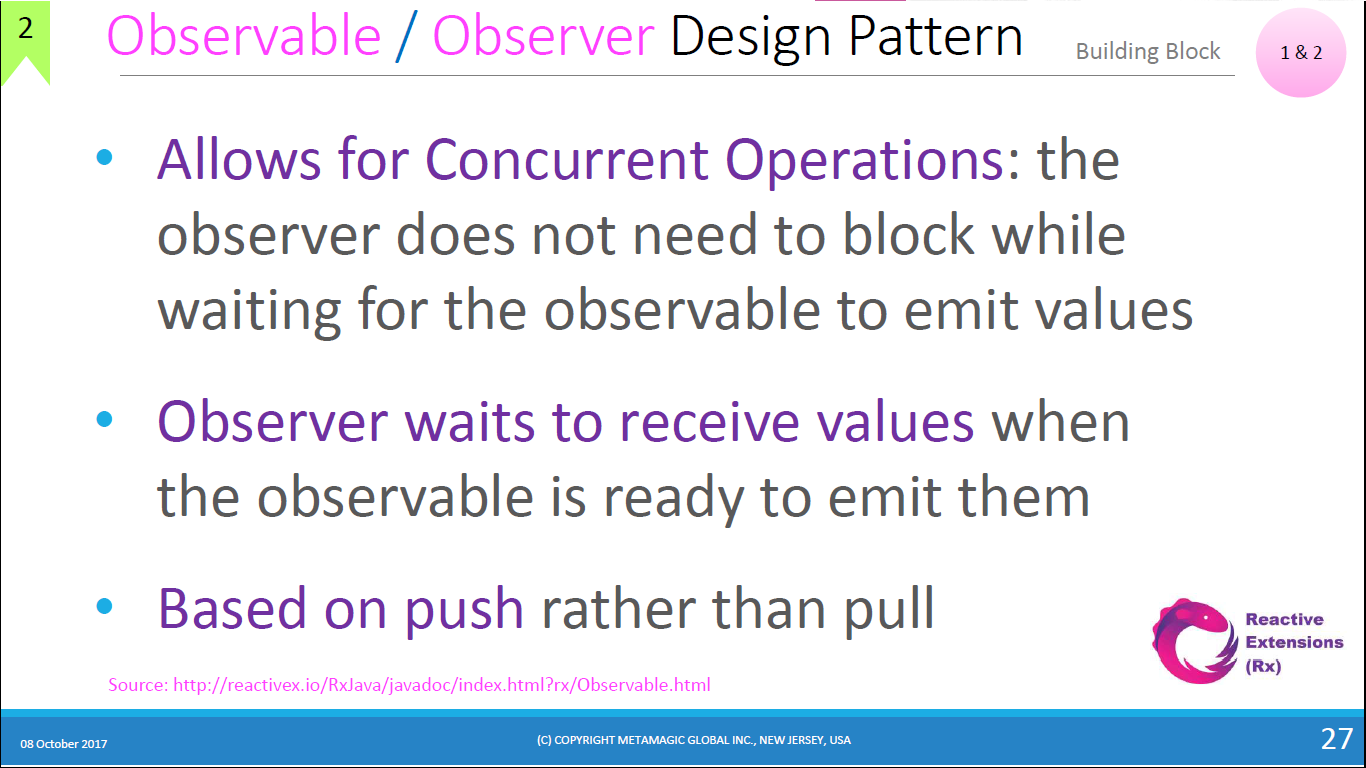 2
Observable / Observer Design Pattern
Building Block
1 & 2
• Allows for Concurrent Operations: the
observer does not need to block while
waiting for the observable to emit values
• Observer waits to receive values when
the observable is ready to emit them
• Based on push rather than pull
Reactive
Extensions
(Rx)
Source: http://reactivex.io/RxJava/javadoc/index.html?rx/Observable.html
08 October 2017
(C) COPYRIGHT METAMAGIC GLOBAL INC., NEW JERSEY, USA
27